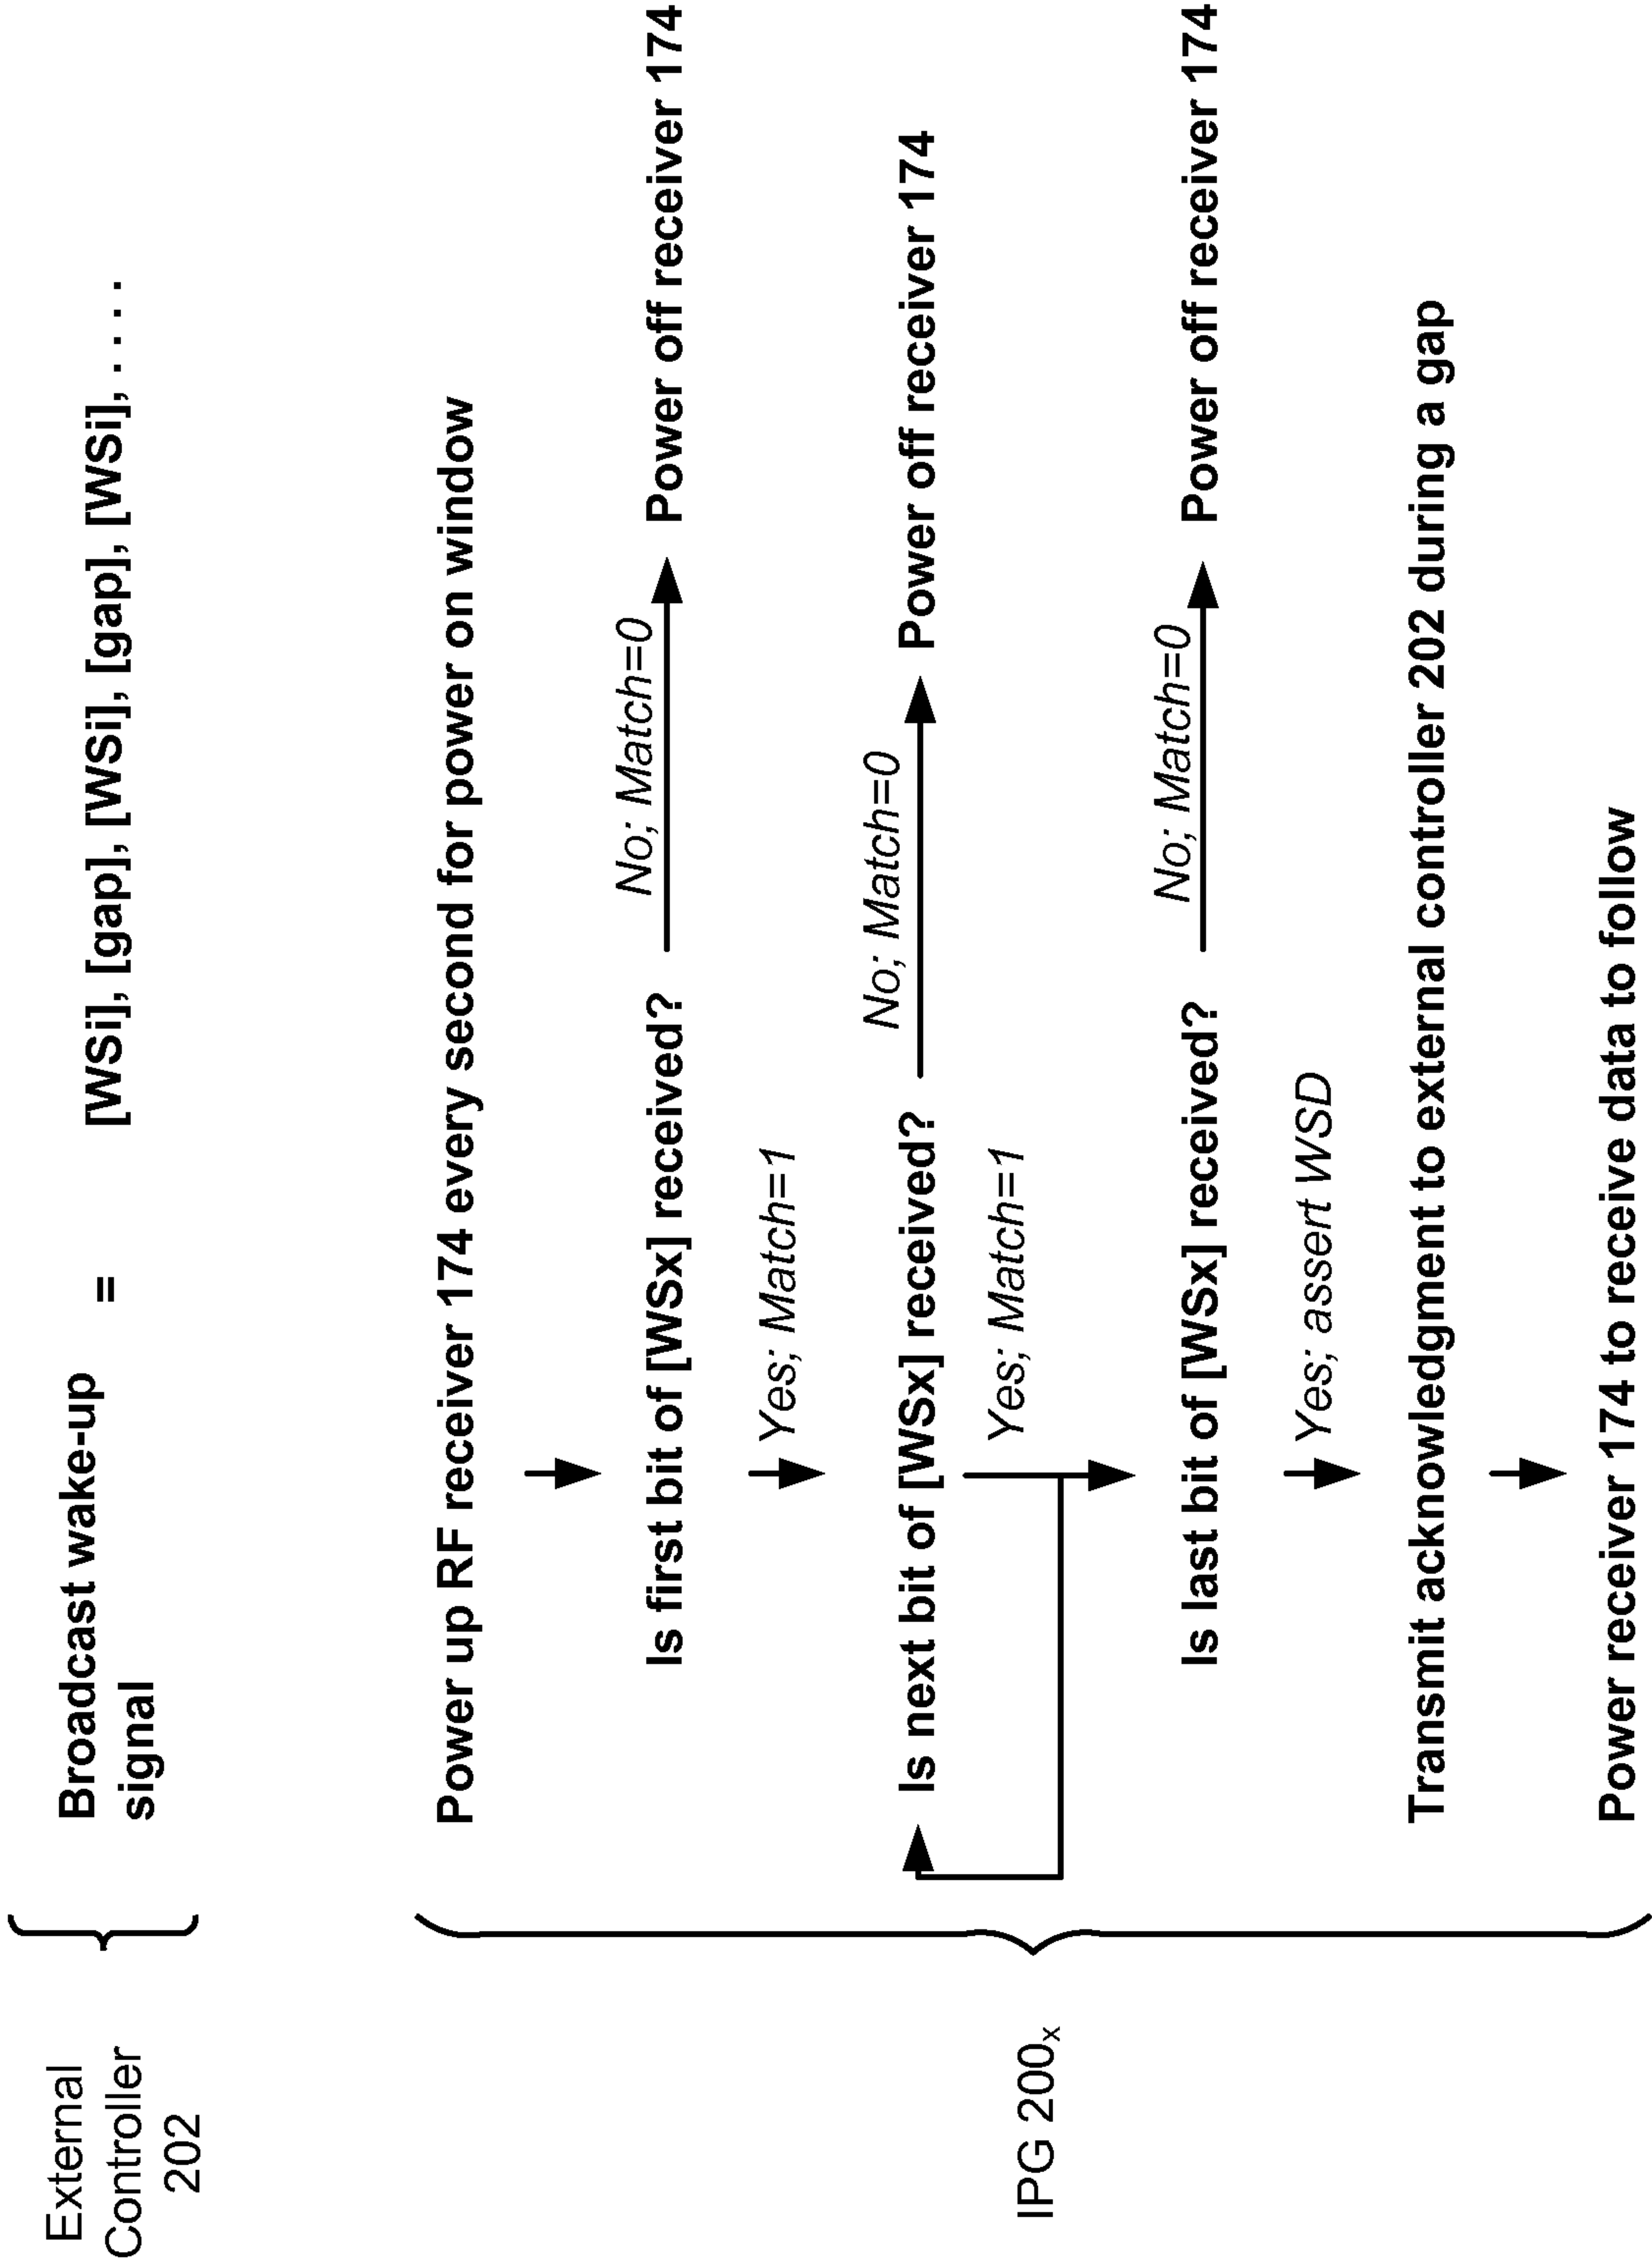 External
Controller
202
Broadcast wake-up
signal
=
[WSi], [gap], [WSi], [gap], [WSi], . . . .
IPG 200x
Power up RF receiver 174 every second for power on window
Is first bit of [WSx] received?
No; Match=0
Power off receiver 174
Yes; Match=1
Is next bit of [WSx] received?
No; Match=0
Power off receiver 174
Yes; Match=1
Is last bit of [WSx] received?
No; Match=0
Power off receiver 174
Yes; assert WSD
Transmit acknowledgment to external controller 202 during a gap
Power receiver 174 to receive data to follow